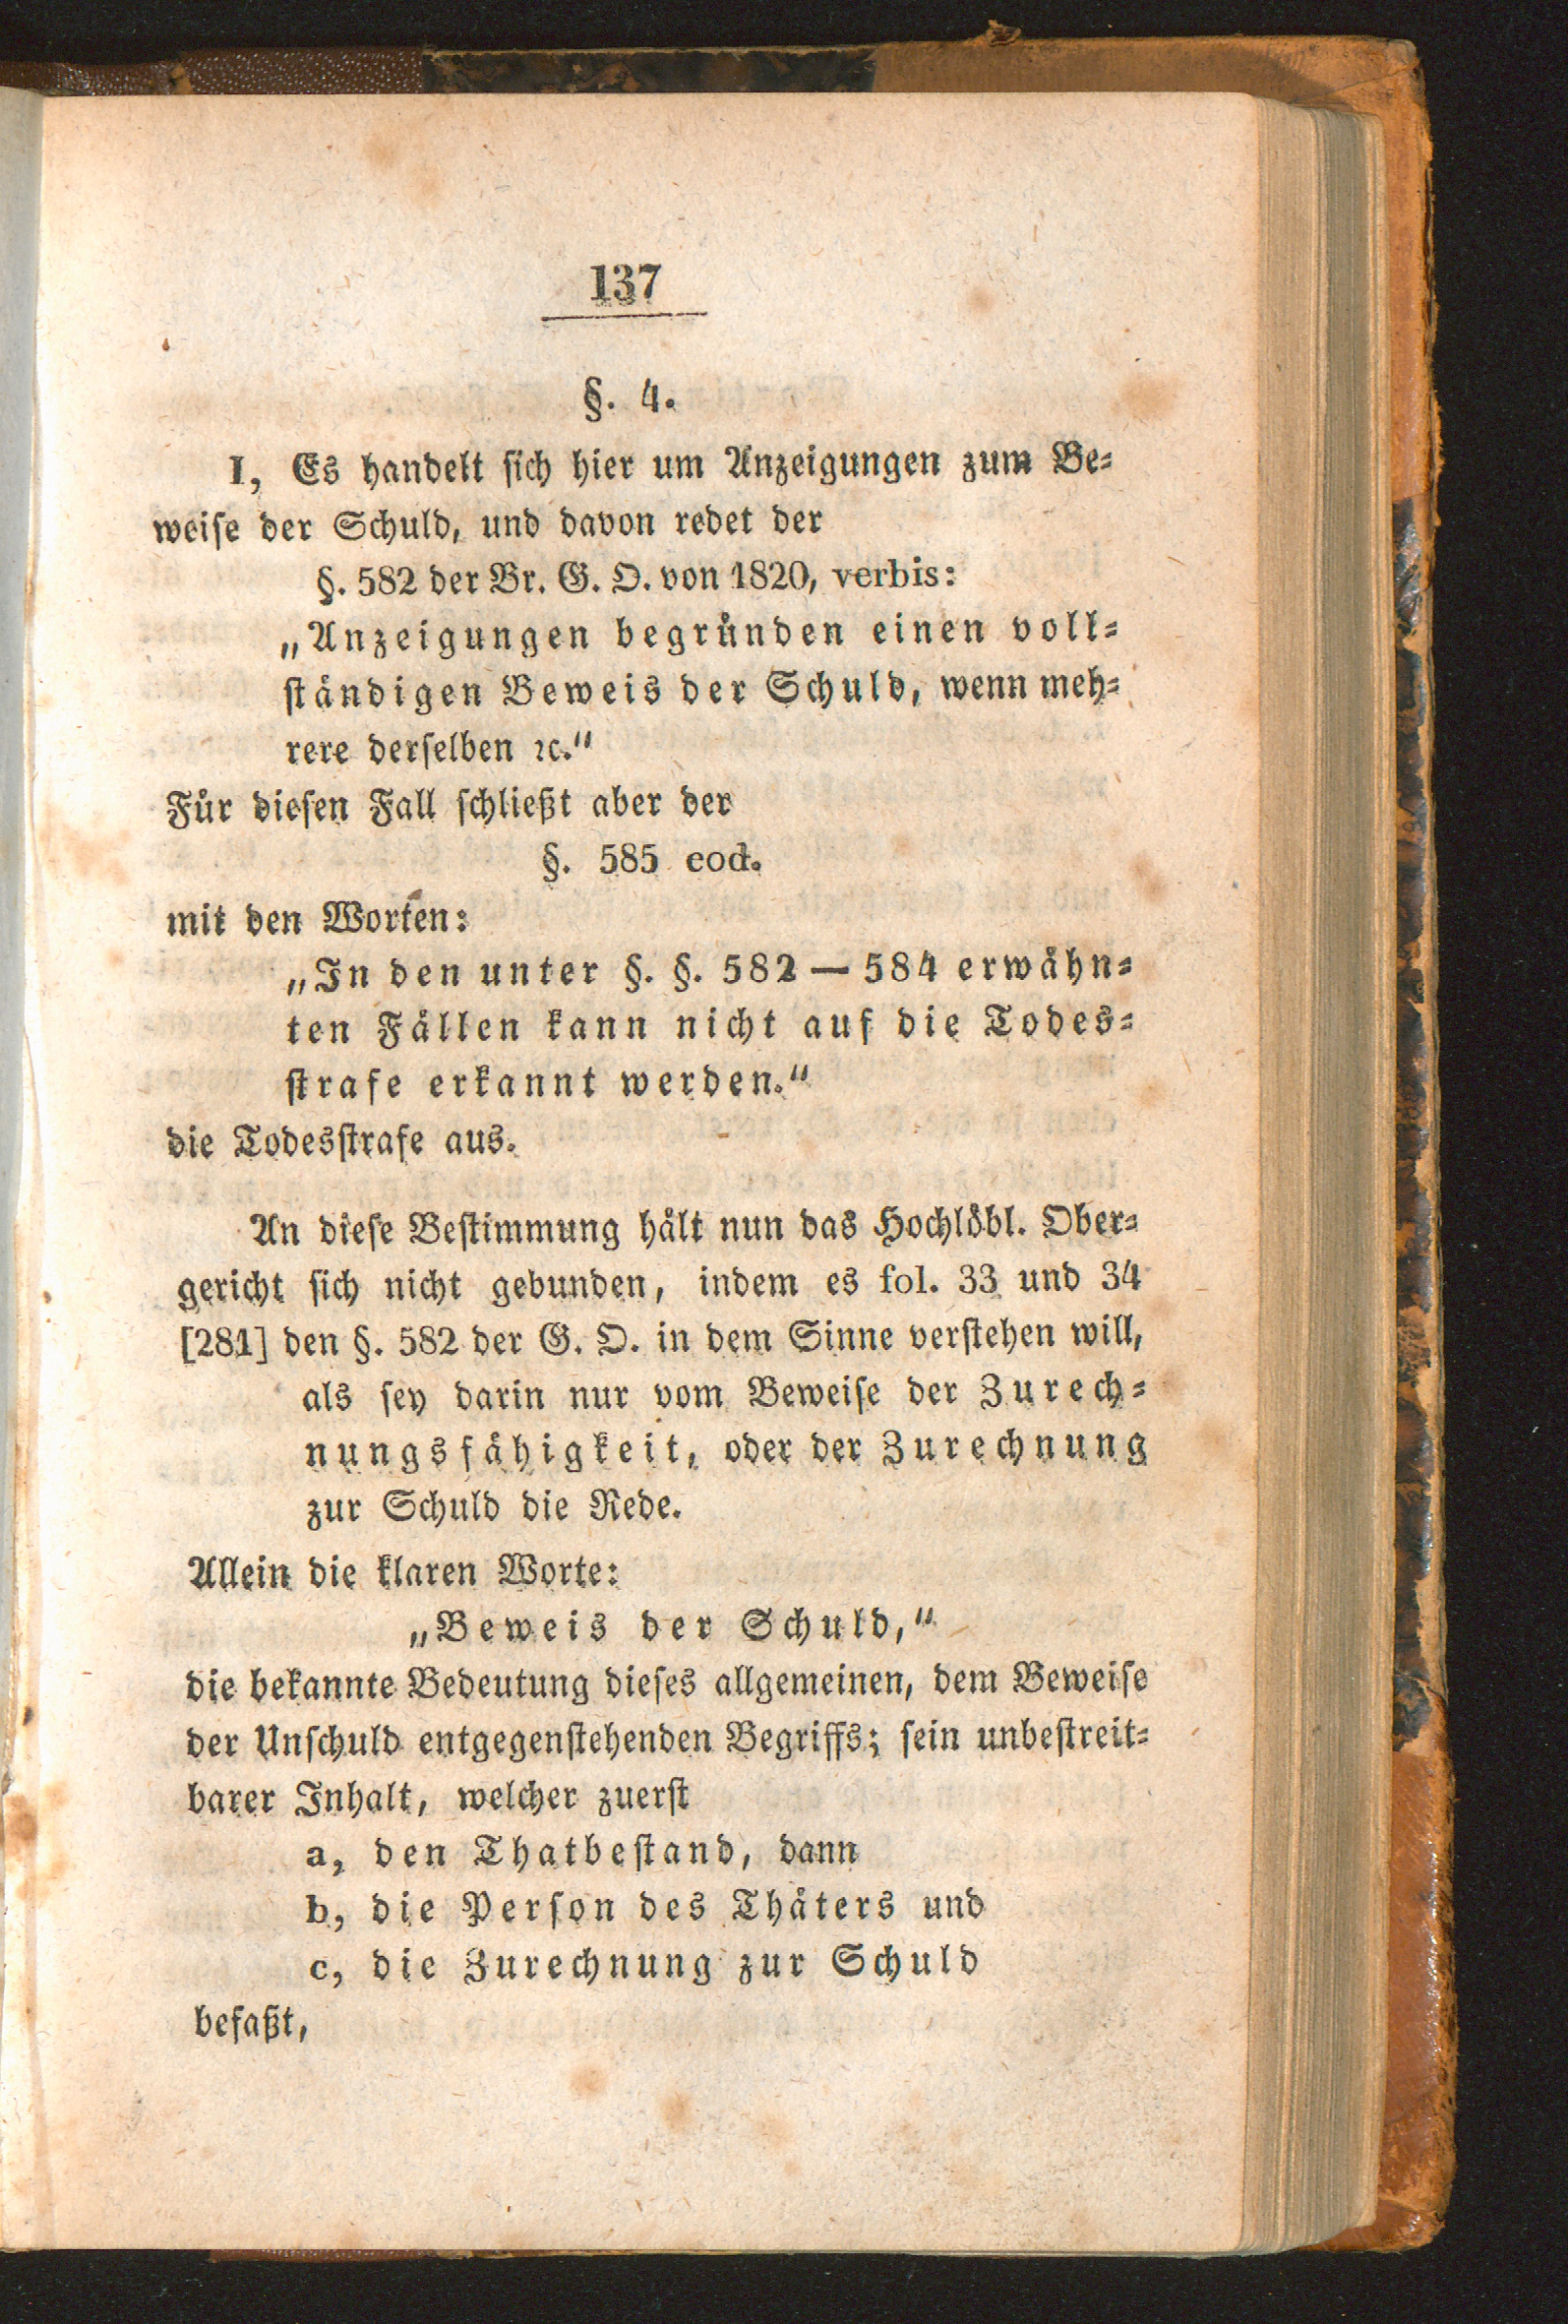 137
§. 4.
I, Es handelt sich hier um Anzeigungen zum Be-
weise der Schuld, und davon redet der
§. 582 der Br. G. O. von 1820, verbis:
„Anzeigungen begründen einen voll-
ständigen Beweis der Schuld, wenn meh-
rere derselben ꝛc.“
Für diesen Fall schließt aber der
§. 585 eod.
mit den Worten:
„In den unter §. §. 582 — 584 erwähn-
ten Fällen kann nicht auf die Todes-
strafe erkannt werden.“
die Todesstrafe aus.
An diese Bestimmung hält nun das Hochlöbl. Ober-
gericht sich nicht gebunden, indem es fol. 33 und 34
[281] den §. 582 der G. O. in dem Sinne verstehen will,
als sey darin nur vom Beweise der Zurech-
nungsfähigkeit, oder der Zurechnung
zur Schuld die Rede.
Allein die klaren Worte:
„Beweis der Schuld,“
die bekannte Bedeutung dieses allgemeinen, dem Beweise
der Unschuld entgegenstehenden Begriffs; sein unbestreit-
barer Inhalt, welcher zuerst
a, den Thatbestand, dann
b, die Person des Thäters und
c, die Zurechnung zur Schuld
befaßt,